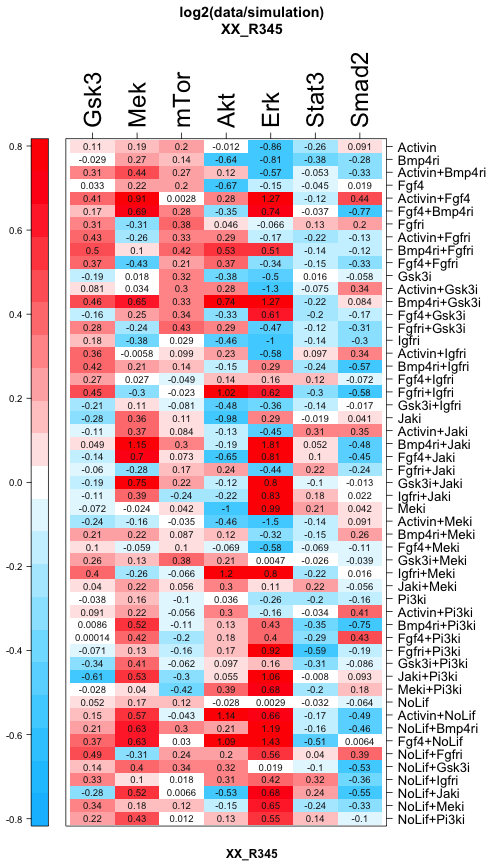 log2(data/simulation)
XX_R345
Gsk3 Mek mTor Akt Erk Stat3 Smad2
0.11 0.19 0.2 -0.012 -0.86 -0.26 0.091 Activin
-0.029 0.27 0.14 -0.64 -0.81 -0.38 -0.28 Bmp4ri
0.31 0.44 0.27 0.12 -0.57 -0.053 -0.33 Activin+Bmp4ri
0.033 0.22 0.2 -0.67 -0.15 -0.045 0.019 Fgf4
0.41 0.91 0.0028 0.28 1.27 -0.12 0.44 Activin+Fgf4
0.17 0.69 0.28 -0.35 0.74 -0.037 -0.77 Fgf4+Bmp4ri
0.31 -0.31 0.38 0.046 -0.066 0.13 0.2 Fgfri
0.43 -0.26 0.33 0.29 -0.17 -0.22 -0.13 Activin+Fgfri
0.5 0.1 0.42 0.53 0.51 -0.14 -0.12 Bmp4ri+Fgfri
0.37 -0.43 0.21 0.37 -0.34 -0.15 -0.33 Fgf4+Fgfri
-0.19 0.018 0.32 -0.38 -0.5 0.016 -0.058 Gsk3i
0.081 0.034 0.3 0.28 -1.3 -0.075 0.34 Activin+Gsk3i
0.46 0.65 0.33 0.74 1.27 -0.22 0.084 Bmp4ri+Gsk3i
-0.16 0.25 0.34 -0.33 0.61 -0.2 -0.17 Fgf4+Gsk3i
0.28 -0.24 0.43 0.29 -0.47 -0.12 -0.31 Fgfri+Gsk3i
0.18 -0.38 0.029 -0.46 -1 -0.14 -0.3 Igfri
0.36 -0.0058 0.099 0.23 -0.58 0.097 0.34 Activin+Igfri
0.42 0.21 0.14 -0.15 0.29 -0.24 -0.57 Bmp4ri+Igfri
0.27 0.027 -0.049 0.14 0.16 0.12 -0.072 Fgf4+Igfri
0.45 -0.3 -0.023 1.02 0.62 -0.3 -0.58 Fgfri+Igfri
-0.21 0.11 -0.081 -0.48 -0.36 -0.14 -0.017 Gsk3i+Igfri
-0.28 0.36 0.11 -0.98 0.29 -0.019 0.041 Jaki
-0.11 0.37 0.084 -0.13 -0.45 0.31 0.35 Activin+Jaki
0.049 1.15 0.3 -0.19 1.81 0.052 -0.48 Bmp4ri+Jaki
-0.14 0.7 0.073 -0.65 0.81 0.1 -0.45 Fgf4+Jaki
-0.06 -0.28 0.17 0.24 -0.44 0.22 -0.24 Fgfri+Jaki
-0.19 0.75 0.22 -0.12 0.8 -0.1 -0.013 Gsk3i+Jaki
-0.11 0.39 -0.24 -0.22 0.83 0.18 0.022 Igfri+Jaki
-0.072 -0.024 0.042 -1 0.99 0.21 0.042 Meki
-0.24 -0.16 -0.035 -0.46 -1.5 -0.14 0.091 Activin+Meki
0.21 0.22 0.087 0.12 -0.32 -0.15 0.26 Bmp4ri+Meki
0.1 -0.059 0.1 -0.069 -0.58 -0.069 -0.11 Fgf4+Meki
0.26 0.13 0.38 0.21 0.0047 -0.026 -0.039 Gsk3i+Meki
0.4 -0.26 -0.066 1.2 0.8 -0.22 0.016 Igfri+Meki
0.04 0.22 0.056 0.3 0.11 0.22 -0.056 Jaki+Meki
-0.038 0.16 -0.1 0.036 -0.26 -0.2 -0.16 Pi3ki
0.091 0.22 -0.056 0.3 -0.16 -0.034 0.41 Activin+Pi3ki
0.0086 0.52 -0.11 0.13 0.43 -0.35 -0.75 Bmp4ri+Pi3ki
0.00014 0.42 -0.2 0.18 0.4 -0.29 0.43 Fgf4+Pi3ki
-0.071 0.13 -0.16 0.17 0.92 -0.59 -0.19 Fgfri+Pi3ki
-0.34 0.41 -0.062 0.097 0.16 -0.31 -0.086 Gsk3i+Pi3ki
-0.61 0.53 -0.3 0.055 1.06 -0.008 0.093 Jaki+Pi3ki
-0.028 0.04 -0.42 0.39 0.68 -0.2 0.18 Meki+Pi3ki
0.052 0.17 0.12 -0.028 0.0029 -0.032 -0.064 NoLif
0.15 0.57 -0.043 1.14 0.66 -0.17 -0.49 Activin+NoLif
0.21 0.63 0.3 0.21 1.19 -0.16 -0.46 NoLif+Bmp4ri
0.37 0.63 0.03 1.09 1.43 -0.51 0.0064 Fgf4+NoLif
0.49 -0.31 0.24 0.2 0.56 0.04 0.39 NoLif+Fgfri
0.14 0.4 0.34 0.32 0.019 -0.1 -0.53 NoLif+Gsk3i
0.33 0.1 0.018 0.31 0.42 0.32 -0.36 NoLif+Igfri
-0.28 0.52 0.0066 -0.53 0.68 0.24 -0.55 NoLif+Jaki
0.34 0.18 0.12 -0.15 0.65 -0.24 -0.33 NoLif+Meki
0.22 0.43 0.012 0.13 0.55 0.14 -0.1 NoLif+Pi3ki
0.8
0.6
0.4
0.2
0.0
-0.2
-0.4
-0.6
-0.8
XX_R345